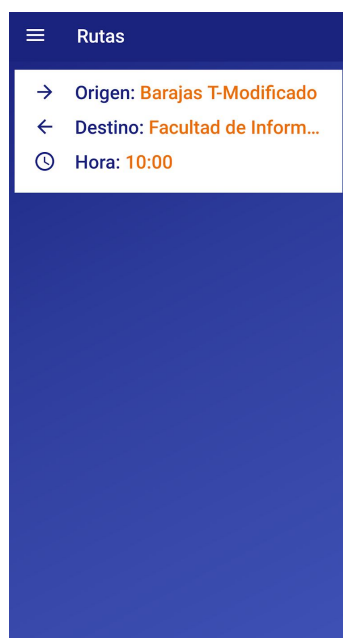 Rutas
Origen: Barajas T-Modificado
Destino: Facultad de Inform...
Hora: 10:00